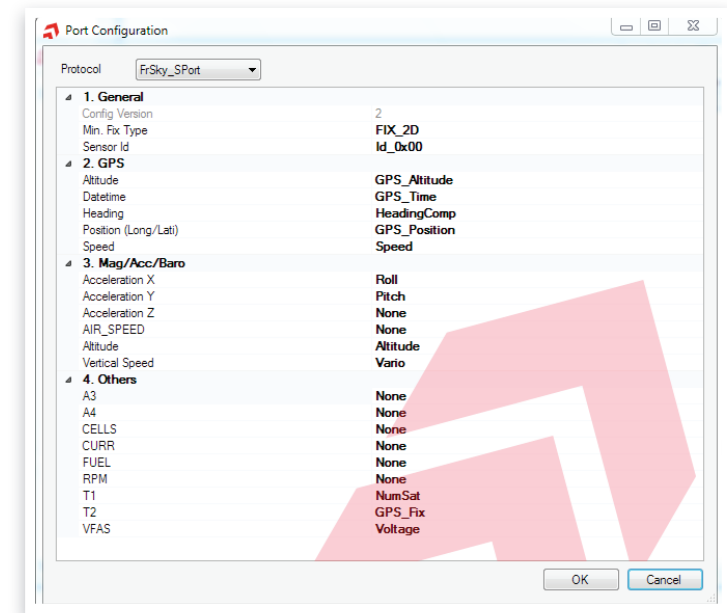 Port Configuration
Protocol FrSky_SPort
1. General
Config Version 2
Min. Fix Type FIX_2D
Sensor Id Id_0x00
2. GPS
Altitude GPS_Altitude
Datetime GPS_Time
Heading HeadingComp
Position (Long/Lati) GPS_Position
Speed Speed
3. Mag/Acc/Baro
Acceleration X Roll
Acceleration Y Pitch
Acceleration Z None
AIR_SPEED None
Altitude Altitude
Vertical Speed Vario
4. Others
A3 None
A4 None
CELLS None
CURR None
FUEL None
RPM None
T1 NumSat
T2 GPS_Fix
VFAS Voltage
OK Cancel